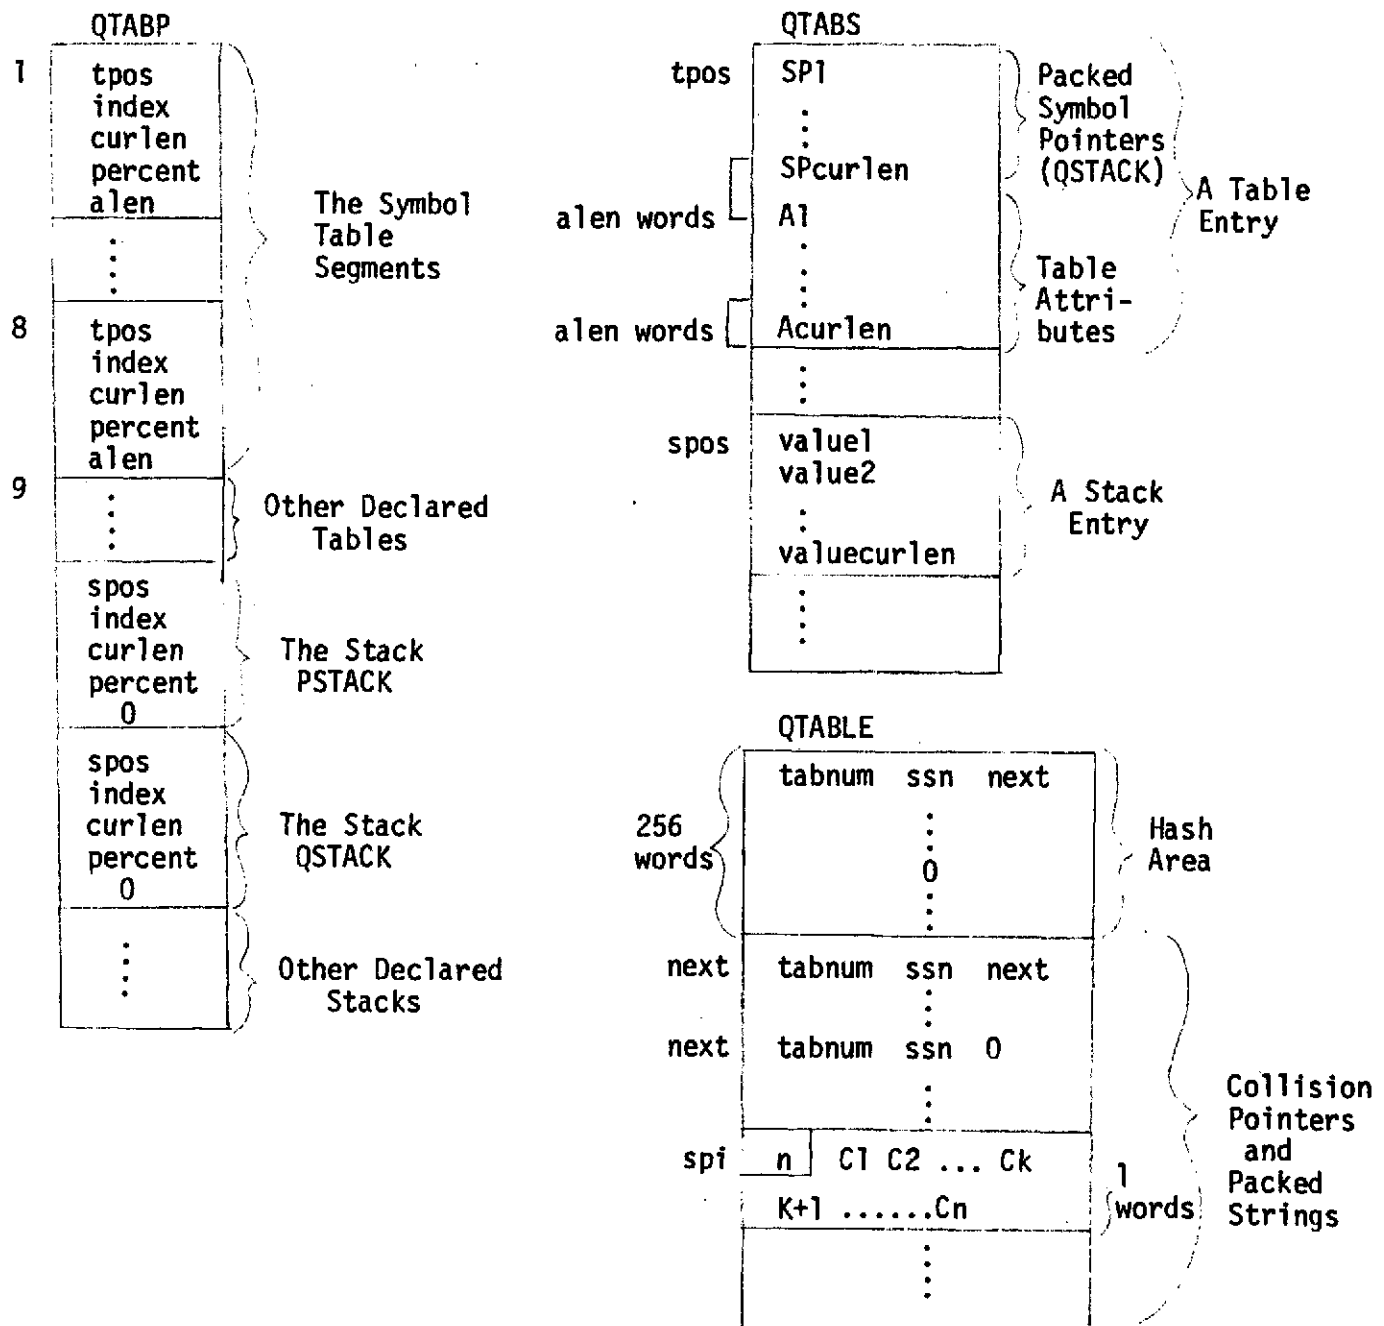 QTABP
1
tpos
index
curlen
percent
alen
The Symbol
Table
Segments
8
tpos
index
curlen
percent
alen
9
Other Declared
Tables
spos
index
curlen
percent
0
The Stack
PSTACK
spos
index
curlen
percent
0
The Stack
QSTACK
Other Declared
Stacks
QTABS
tpos
SP1
SPcurlen
alen words
A1
alen words
Acurlen
Packed
Symbol
Pointers
(QSTACK)
Table
Attri-
butes
A Table
Entry
spos
value1
value2
valuecurlen
A Stack
Entry
QTABLE
256
words
tabnum ssn next
0
Hash
Area
next tabnum ssn next
next tabnum ssn 0
spi n C1 C2 ... Ck
K+1 ......Cn
1
words
Collision
Pointers
and
Packed
Strings